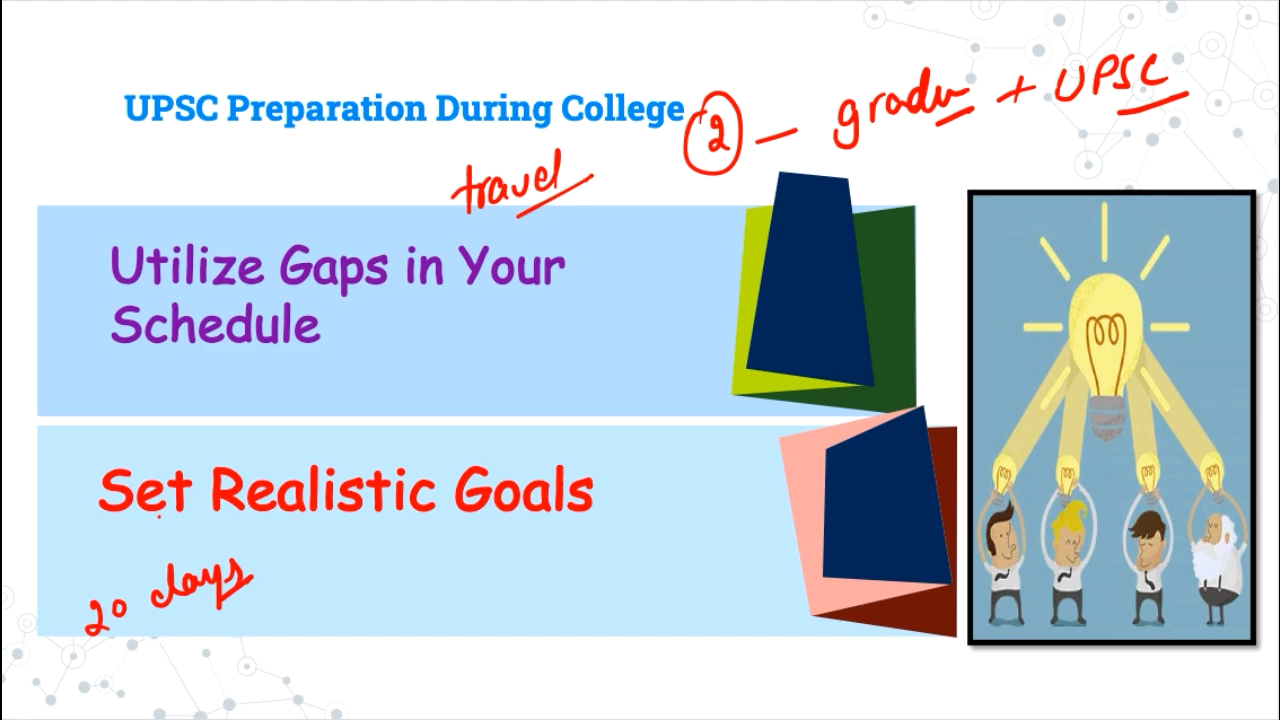 UPSC Preparation During College
2 - gradu + UPSC
travel
Utilize Gaps in Your
Schedule
Set Realistic Goals
20 days